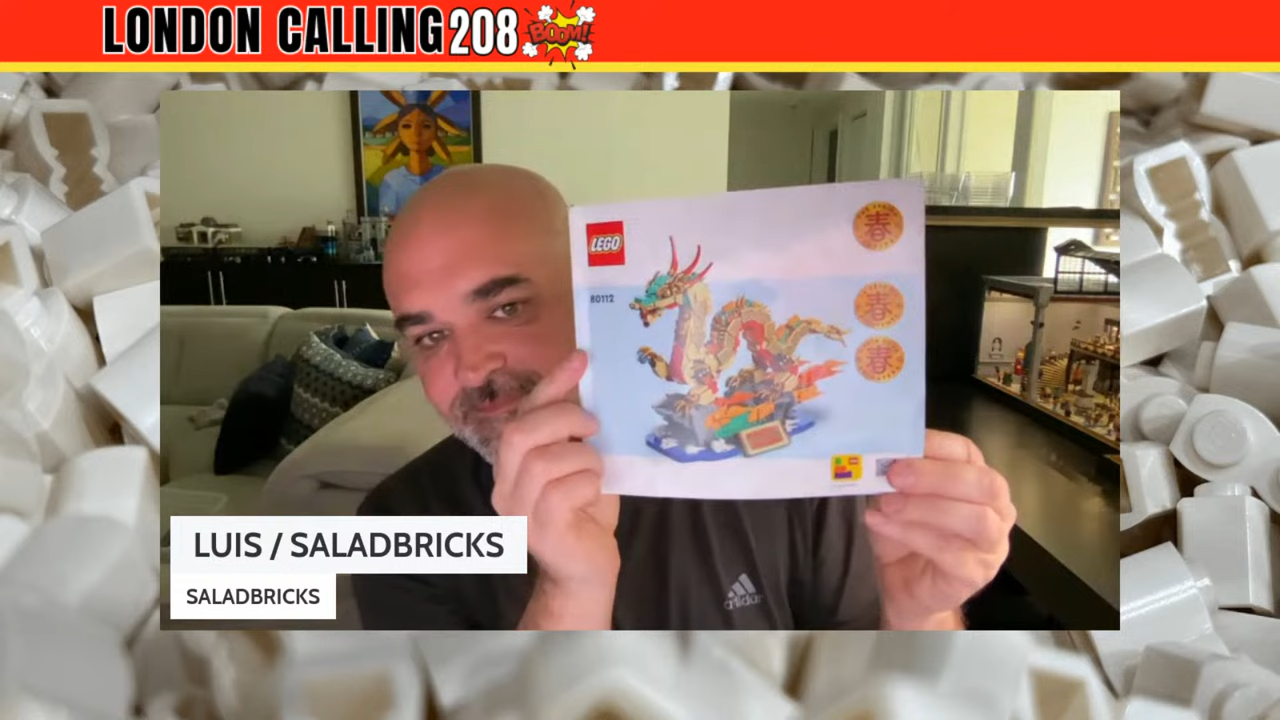 LONDON CALLING 208 BOOM!
LEGO
春
80112
春
春
LUIS / SALADBRICKS
adidas
SALADBRICKS